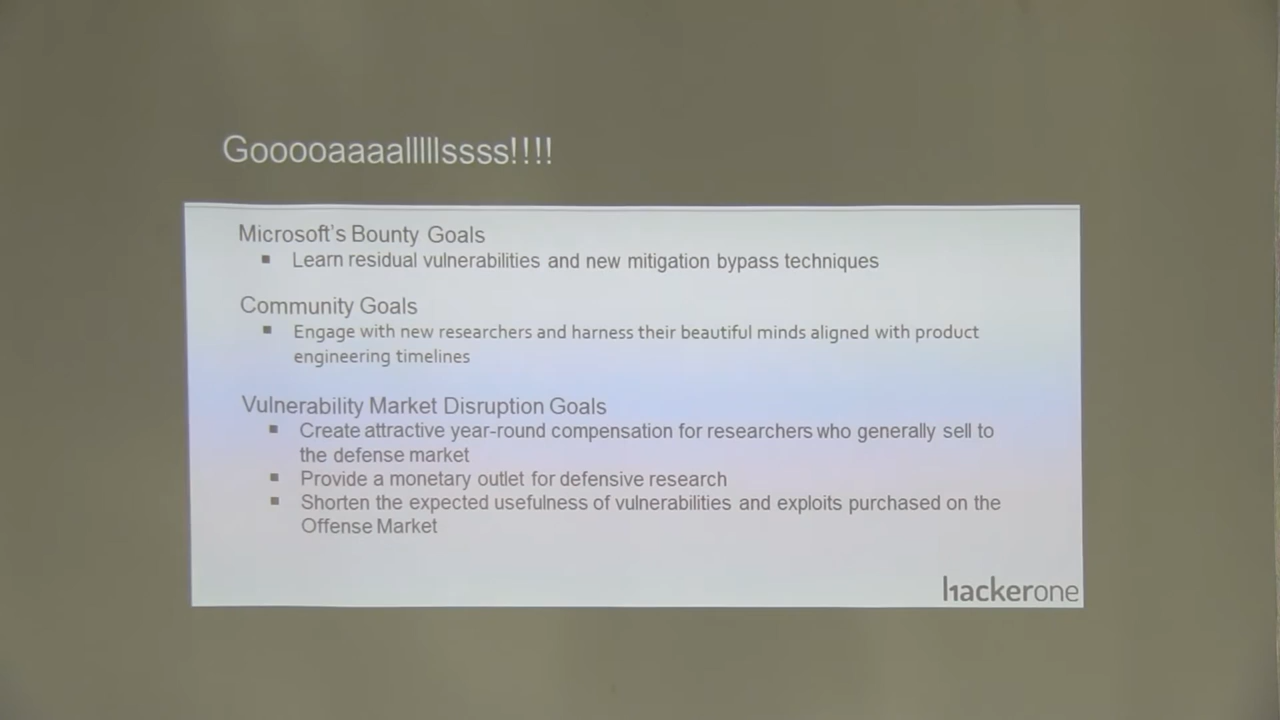 Gooooaaaalllllssss!!!!
Microsoft's Bounty Goals
▪ Learn residual vulnerabilities and new mitigation bypass techniques
Community Goals
▪ Engage with new researchers and harness their beautiful minds aligned with product
engineering timelines
Vulnerability Market Disruption Goals
▪ Create attractive year-round compensation for researchers who generally sell to
the defense market
▪ Provide a monetary outlet for defensive research
▪ Shorten the expected usefulness of vulnerabilities and exploits purchased on the
Offense Market
hackerone